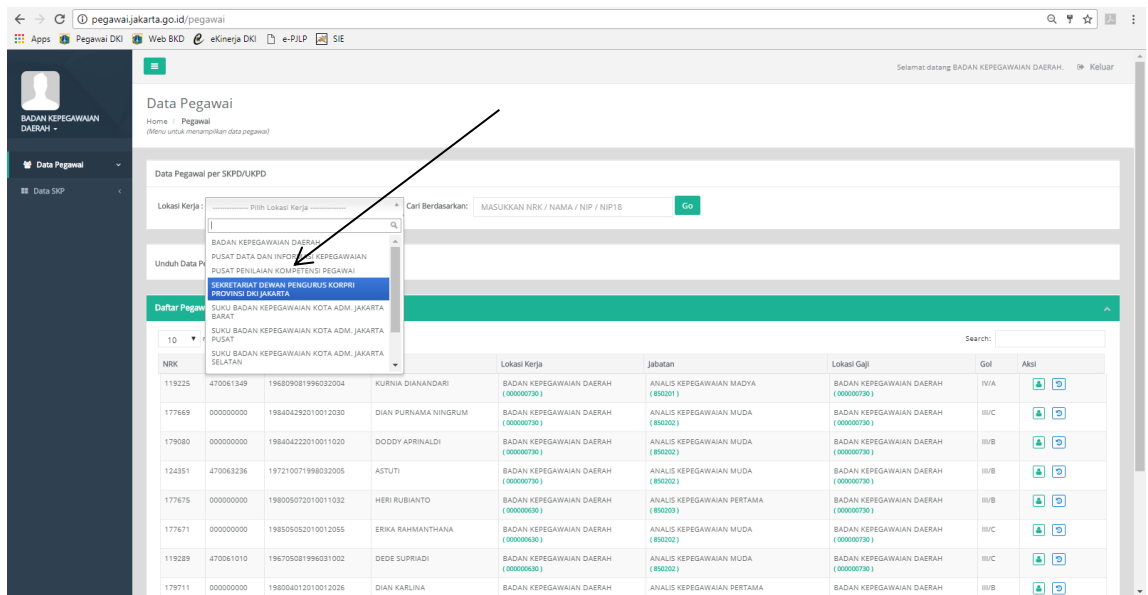 pegawai.jakarta.go.id/pegawai
Apps Pegawai DKI Web BKD eKinerja DKI e-PJLP SIE
Selamat datang BADAN KEPEGAWAIAN DAERAH. Keluar
BADAN KEPEGAWAIAN
DAERAH
Data Pegawai
Data SKP
Data Pegawai
Home / Pegawai
(Menu untuk menampilkan data pegawai)
Data Pegawai per SKPD/UKPD
Lokasi Kerja : -------------- Pilih Lokasi Kerja -------------- Cari Berdasarkan: MASUKKAN NRK / NAMA / NIP / NIP18 Go
BADAN KEPEGAWAIAN DAERAH
PUSAT DATA DAN INFORMASI KEPEGAWAIAN
PUSAT PENILAIAN KOMPETENSI PEGAWAI
SEKRETARIAT DEWAN PENGURUS KORPRI
PROVINSI DKI JAKARTA
SUKU BADAN KEPEGAWAIAN KOTA ADM. JAKARTA
BARAT
SUKU BADAN KEPEGAWAIAN KOTA ADM. JAKARTA
PUSAT
SUKU BADAN KEPEGAWAIAN KOTA ADM. JAKARTA
SELATAN
Unduh Data
Daftar Pegaw
10 Search:
NRK Lokasi Kerja Jabatan Lokasi Gaji Gol Aksi
119225 470061349 196809081996032004 KURNIA DIANANDARI BADAN KEPEGAWAIAN DAERAH ANALIS KEPEGAWAIAN MADYA BADAN KEPEGAWAIAN DAERAH IV/A
( 000000730 ) ( 850201 ) ( 000000730 )
177669 000000000 198404292010012030 DIAN PURNAMA NINGRUM BADAN KEPEGAWAIAN DAERAH ANALIS KEPEGAWAIAN MUDA BADAN KEPEGAWAIAN DAERAH III/C
( 000000730 ) ( 850202 ) ( 000000730 )
179080 000000000 198404222010011020 DODDY APRINALDI BADAN KEPEGAWAIAN DAERAH ANALIS KEPEGAWAIAN MUDA BADAN KEPEGAWAIAN DAERAH III/B
( 000000730 ) ( 850202 ) ( 000000730 )
124351 470063236 197210071998032005 ASTUTI BADAN KEPEGAWAIAN DAERAH ANALIS KEPEGAWAIAN MUDA BADAN KEPEGAWAIAN DAERAH III/B
( 000000730 ) ( 850202 ) ( 000000730 )
177675 000000000 198005072010011032 HERI RUBIANTO BADAN KEPEGAWAIAN DAERAH ANALIS KEPEGAWAIAN PERTAMA BADAN KEPEGAWAIAN DAERAH III/B
( 000000630 ) ( 850203 ) ( 000000730 )
177671 000000000 198505052010012055 ERIKA RAHMANTHANA BADAN KEPEGAWAIAN DAERAH ANALIS KEPEGAWAIAN MUDA BADAN KEPEGAWAIAN DAERAH III/C
( 000000630 ) ( 850202 ) ( 000000730 )
119289 470061010 196705081996031002 DEDE SUPRIADI BADAN KEPEGAWAIAN DAERAH ANALIS KEPEGAWAIAN MUDA BADAN KEPEGAWAIAN DAERAH III/C
( 000000630 ) ( 850202 ) ( 000000730 )
179711 000000000 198004012010012026 DIAN KARLINA BADAN KEPEGAWAIAN DAERAH ANALIS KEPEGAWAIAN PERTAMA BADAN KEPEGAWAIAN DAERAH III/B